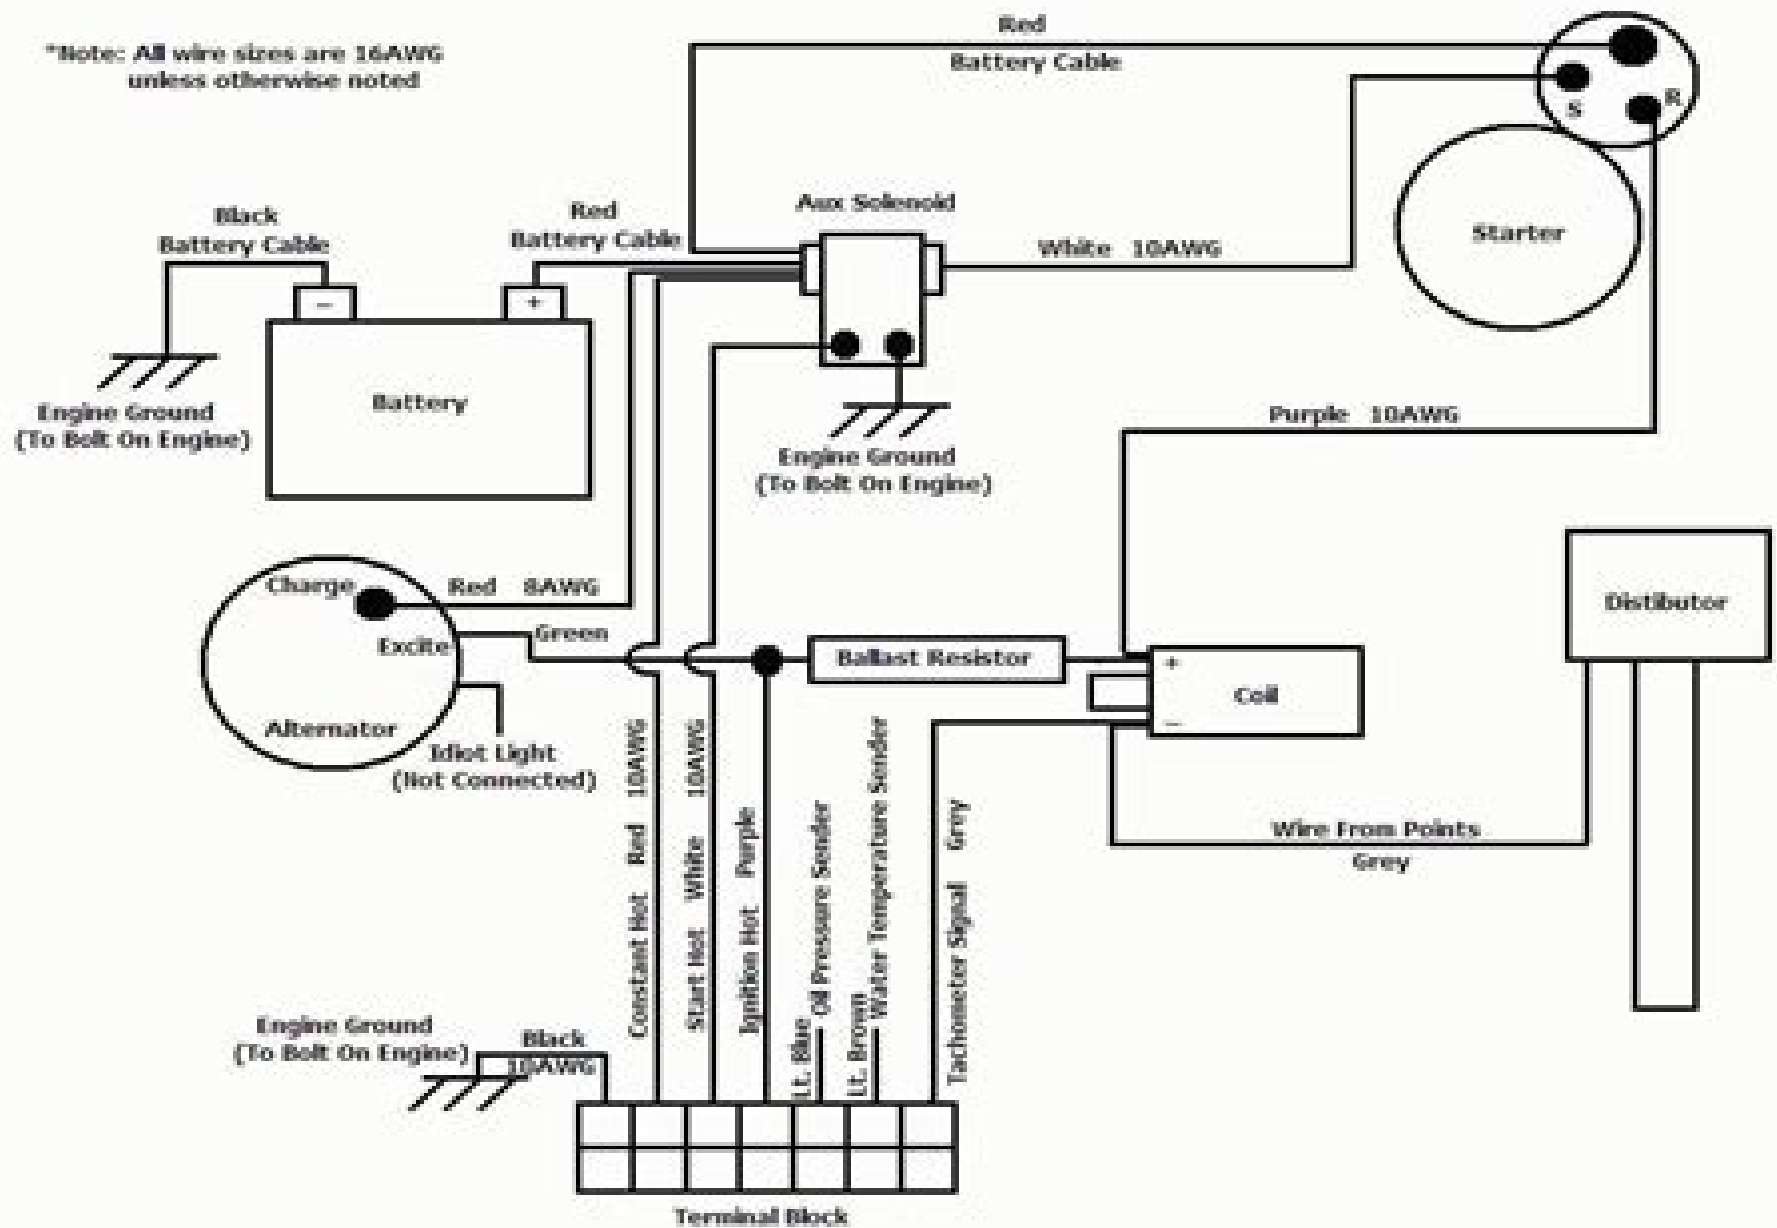 *Note: All wire sizes are 16AWG
unless otherwise noted
Red
Battery Cable
S
R
Starter
Aux Solenoid
Black
Battery Cable
Red
Battery Cable
White 10AWG
−
+
Battery
Engine Ground
(To Bolt On Engine)
Engine Ground
(To Bolt On Engine)
Purple 10AWG
Charge
Red 8AWG
Excite
Green
Alternator
Idiot Light
(Not Connected)
Ballast Resistor
+
Coil
−
Distibutor
Wire From Points
Grey
Constant Hot Red 10AWG
Start Hot White 10AWG
Ignition Hot Purple
Lt. Blue
Oil Pressure Sender
Lt. Brown
Water Temperature Sender
Tachometer Signal Grey
Engine Ground
(To Bolt On Engine)
Black
10AWG
Terminal Block